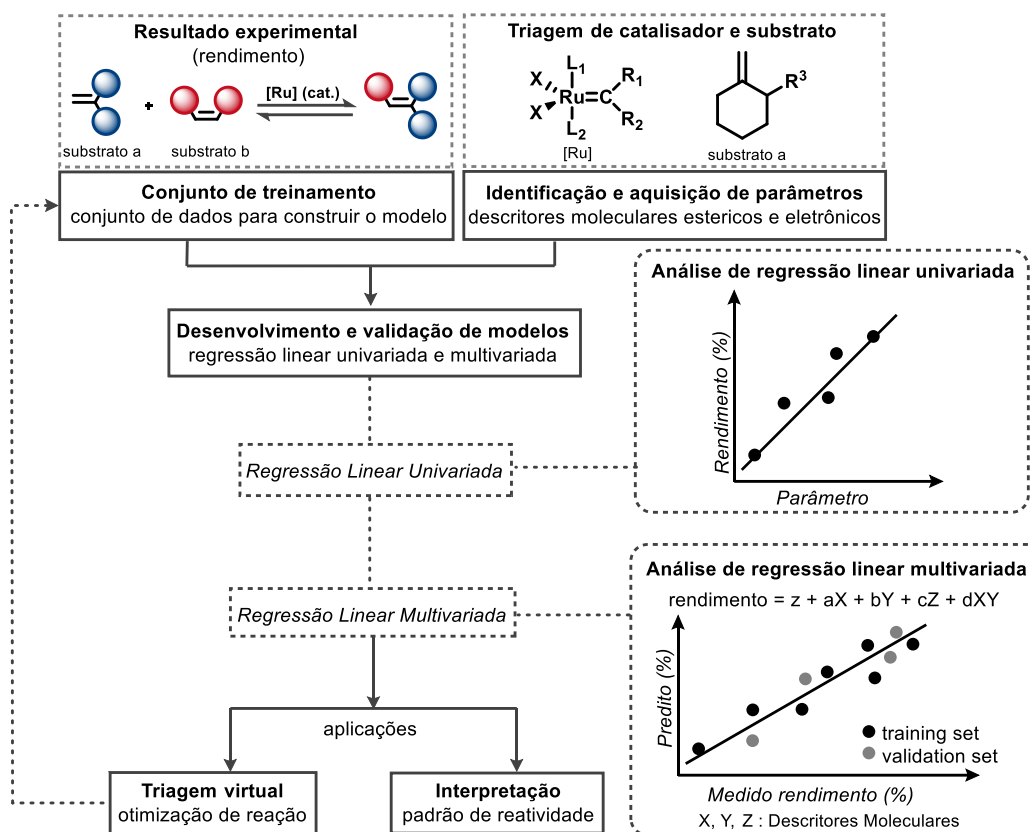 Resultado experimental
(rendimento)
[Ru] (cat.)
+
substrato a
substrato b
Triagem de catalisador e substrato
L1
X
X
Ru=C
R1
R2
L2
[Ru]
R3
substrato a
Conjunto de treinamento
conjunto de dados para construir o modelo
Identificação e aquisição de parâmetros
descritores moleculares estericos e eletrônicos
Desenvolvimento e validação de modelos
regressão linear univariada e multivariada
Análise de regressão linear univariada
Rendimento (%)
Parâmetro
Regressão Linear Univariada
Regressão Linear Multivariada
Análise de regressão linear multivariada
rendimento = z + aX + bY + cZ + dXY
Predito (%)
training set
validation set
Medido rendimento (%)
X, Y, Z : Descritores Moleculares
aplicações
Triagem virtual
otimização de reação
Interpretação
padrão de reatividade